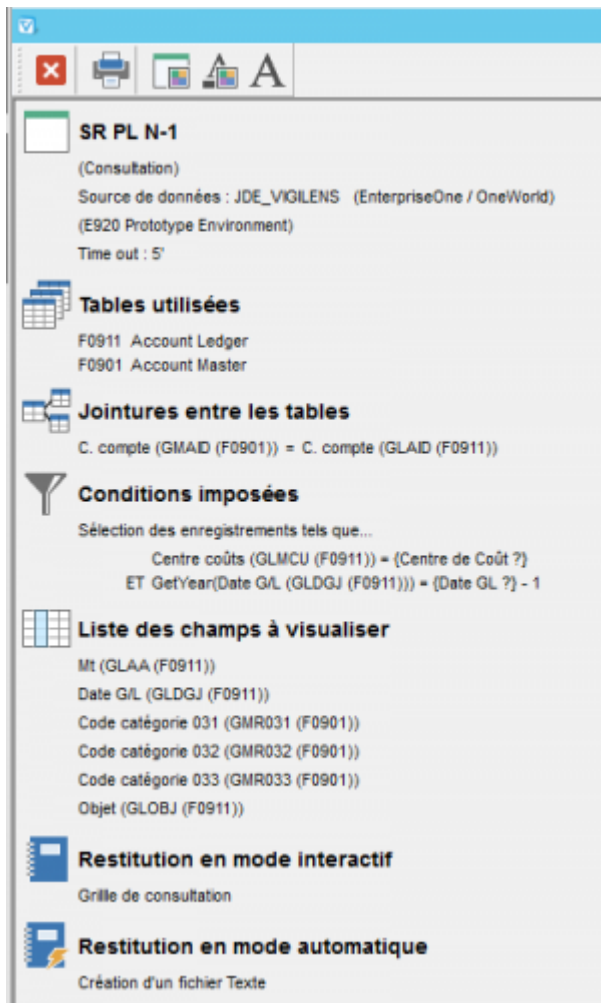 SR PL N-1
(Consultation)
Source de données : JDE_VIGILENS (EnterpriseOne / OneWorld)
(E920 Prototype Environment)
Time out : 5'
Tables utilisées
F0911 Account Ledger
F0901 Account Master
Jointures entre les tables
C. compte (GMAID (F0901)) = C. compte (GLAID (F0911))
Conditions imposées
Sélection des enregistrements tels que...
Centre coûts (GLMCU (F0911)) = {Centre de Coût ?}
ET GetYear(Date G/L (GLDGJ (F0911))) = {Date GL ?} - 1
Liste des champs à visualiser
Mt (GLAA (F0911))
Date G/L (GLDGJ (F0911))
Code catégorie 031 (GMR031 (F0901))
Code catégorie 032 (GMR032 (F0901))
Code catégorie 033 (GMR033 (F0901))
Objet (GLOBJ (F0911))
Restitution en mode interactif
Grille de consultation
Restitution en mode automatique
Création d'un fichier Texte